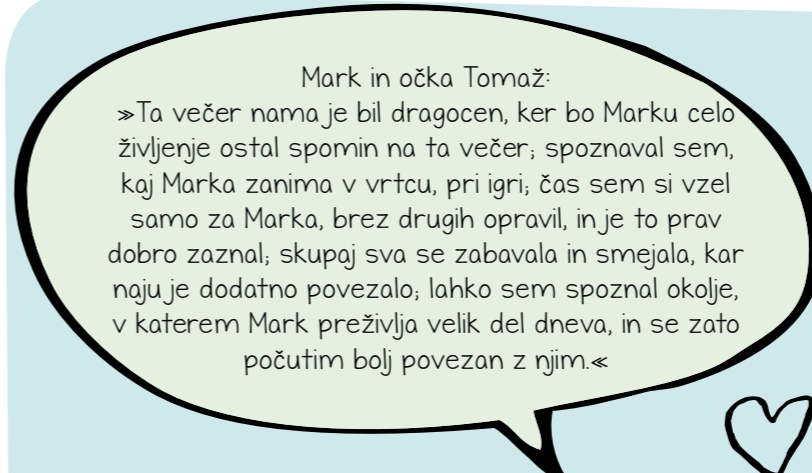 Mark in očka Tomaž:
»Ta večer nama je bil dragocen, ker bo Marku celo
življenje ostal spomin na ta večer; spoznaval sem,
kaj Marka zanima v vrtcu, pri igri; čas sem si vzel
samo za Marka, brez drugih opravil, in je to prav
dobro zaznal; skupaj sva se zabavala in smejala, kar
naju je dodatno povezalo; lahko sem spoznal okolje,
v katerem Mark preživlja velik del dneva, in se zato
počutim bolj povezan z njim.«